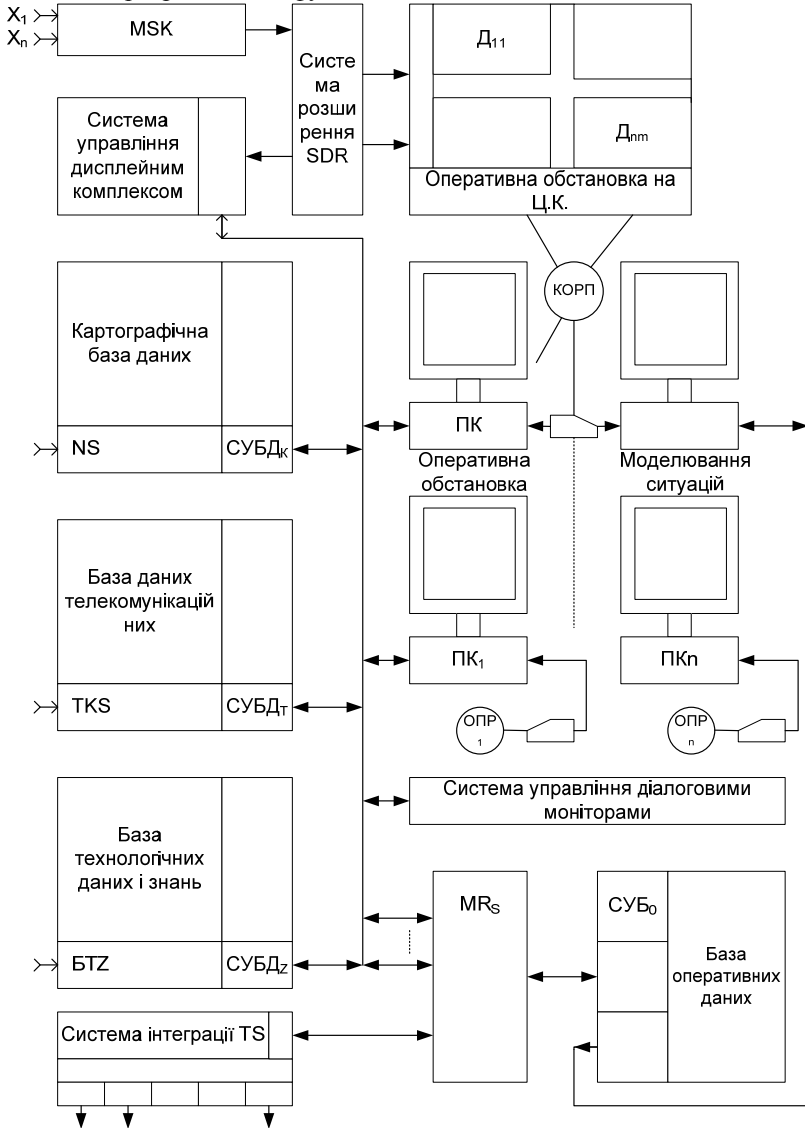 X1
Xn
MSK
Систе
ма
розши
рення
SDR
Д11
Дnm
Оперативна обстановка на
Ц.К.
Система
управління
дисплейним
комплексом
КОРП
Картографічна
база даних
NS
СУБДК
ПК
Оперативна
обстановка
Моделювання
ситуацій
База даних
телекомунікацій
них
TKS
СУБДТ
ПК1
ПКn
ОПР
1
ОПР
n
Система управління діалоговими
моніторами
База
технологічних
даних і знань
БТZ
СУБДZ
MRS
СУБ0
База
оперативних
даних
Система інтеграції TS